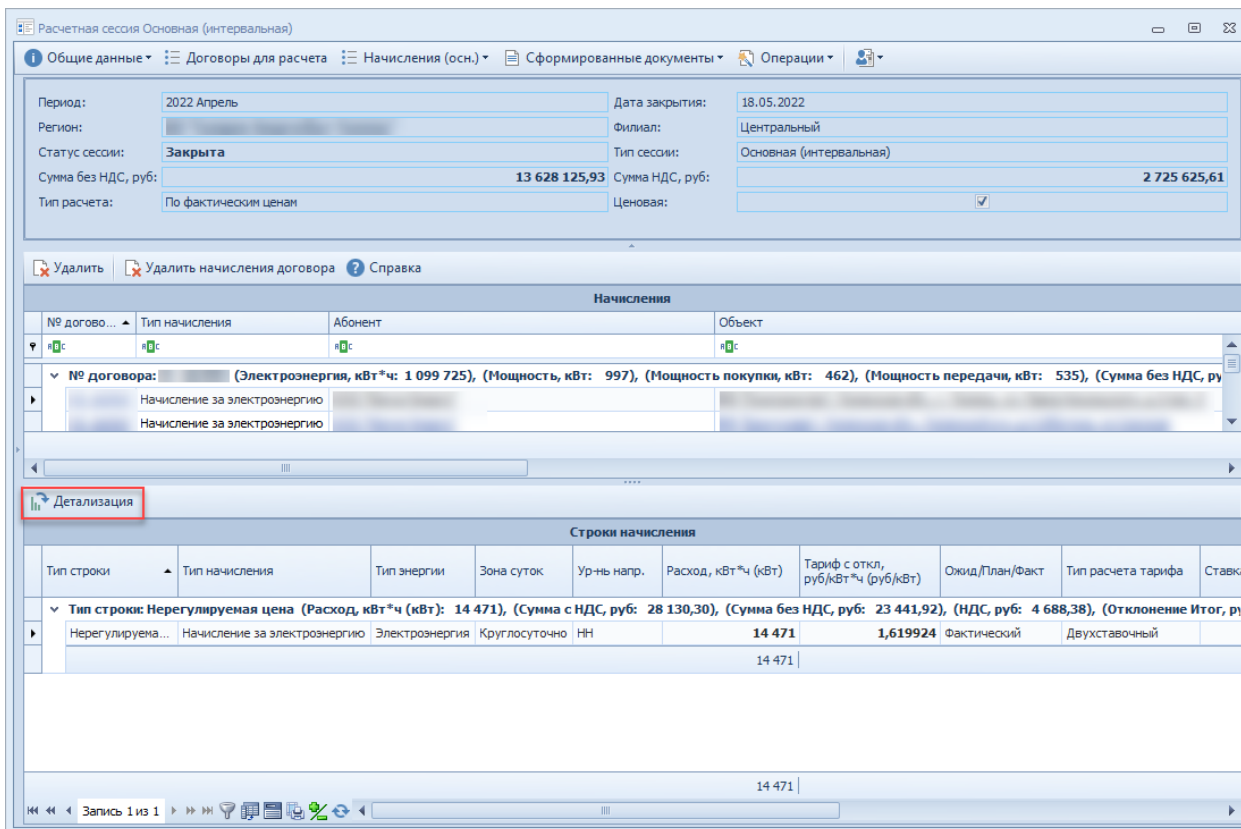 Расчетная сессия Основная (интервальная)
Общие данные Договоры для расчета Начисления (осн.) Сформированные документы Операции
Период: 2022 Апрель Дата закрытия: 18.05.2022
Регион: Филиал: Центральный
Статус сессии: Закрыта Тип сессии: Основная (интервальная)
Сумма без НДС, руб: 13 628 125,93 Сумма НДС, руб: 2 725 625,61
Тип расчета: По фактическим ценам Ценовая:
Удалить Удалить начисления договора Справка
Начисления
№ догово... Тип начисления Абонент Объект
№ договора: (Электроэнергия, кВт*ч: 1 099 725), (Мощность, кВт: 997), (Мощность покупки, кВт: 462), (Мощность передачи, кВт: 535), (Сумма без НДС, ру
Начисление за электроэнергию
Начисление за электроэнергию
Детализация
Строки начисления
Тип строки Тип начисления Тип энергии Зона суток Ур-нь напр. Расход, кВт*ч (кВт) Тариф с откл, руб/кВт*ч (руб/кВт) Ожид/План/Факт Тип расчета тарифа Ставка
Тип строки: Нерегулируемая цена (Расход, кВт*ч (кВт): 14 471), (Сумма с НДС, руб: 28 130,30), (Сумма без НДС, руб: 23 441,92), (НДС, руб: 4 688,38), (Отклонение Итог, ру
Нерегулируема... Начисление за электроэнергию Электроэнергия Круглосуточно НН 14 471 1,619924 Фактический Двухставочный
14 471
14 471
Запись 1 из 1